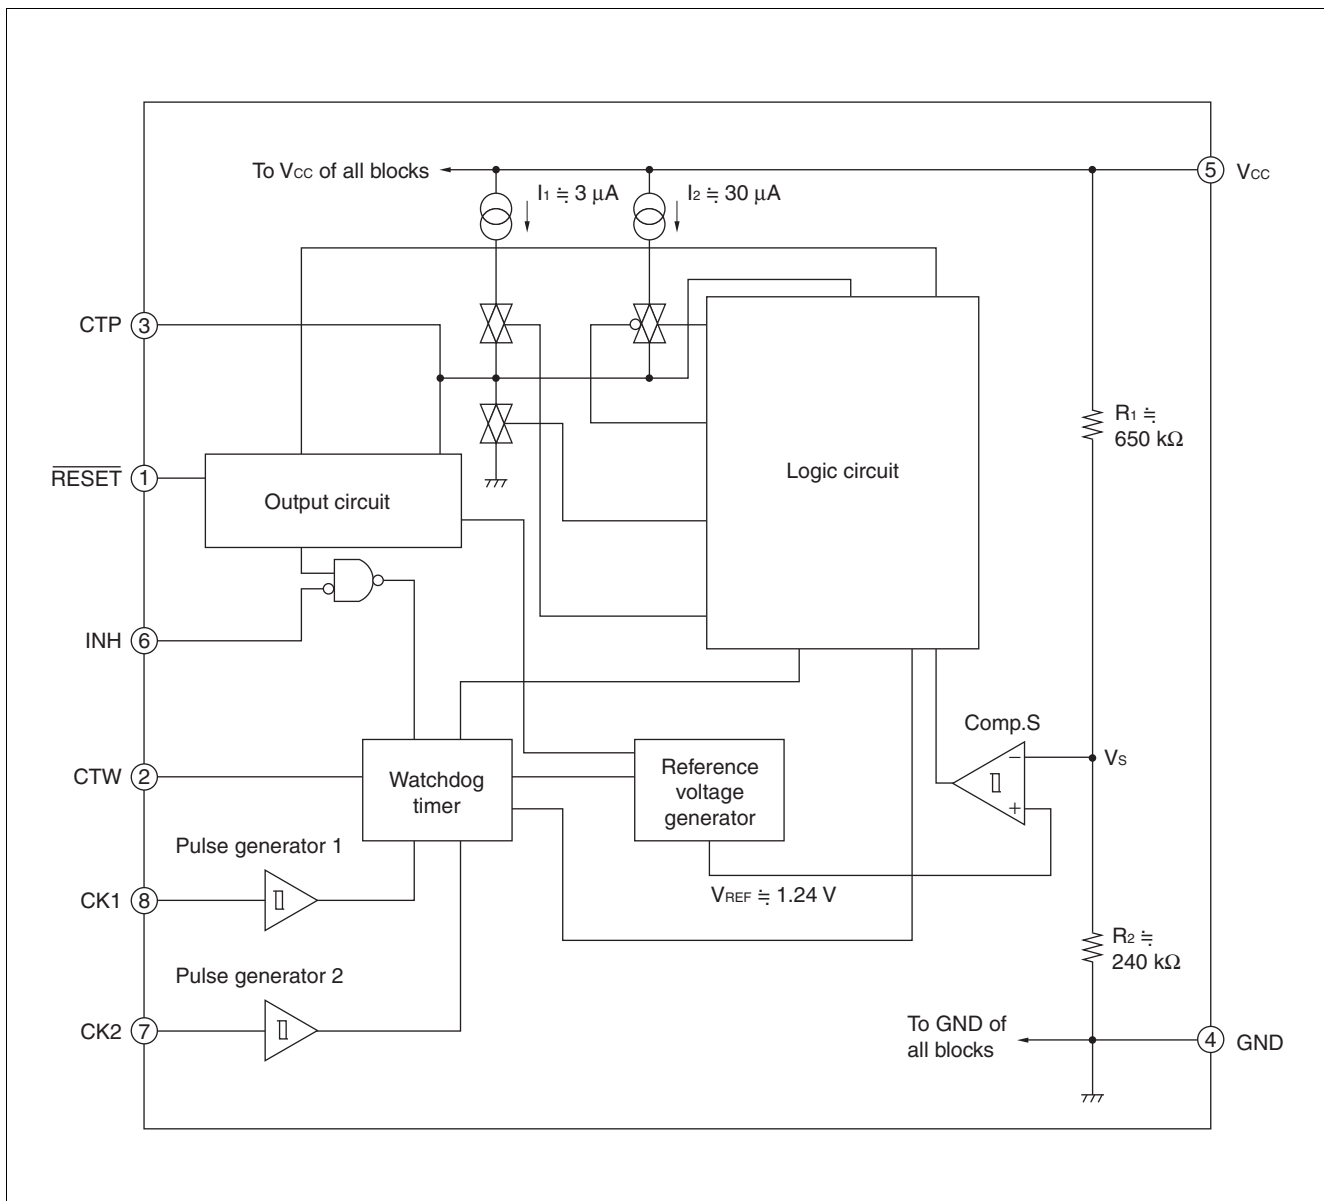 To VCC of all blocks
I1 ≒ 3 μA
I2 ≒ 30 μA
5
VCC
CTP
3
R1 ≒
650 kΩ
RESET
1
Output circuit
Logic circuit
INH
6
Comp.S
−
+
VS
CTW
2
Watchdog
timer
Reference
voltage
generator
Pulse generator 1
VREF ≒ 1.24 V
CK1
8
R2 ≒
240 kΩ
Pulse generator 2
CK2
7
To GND of
all blocks
4
GND